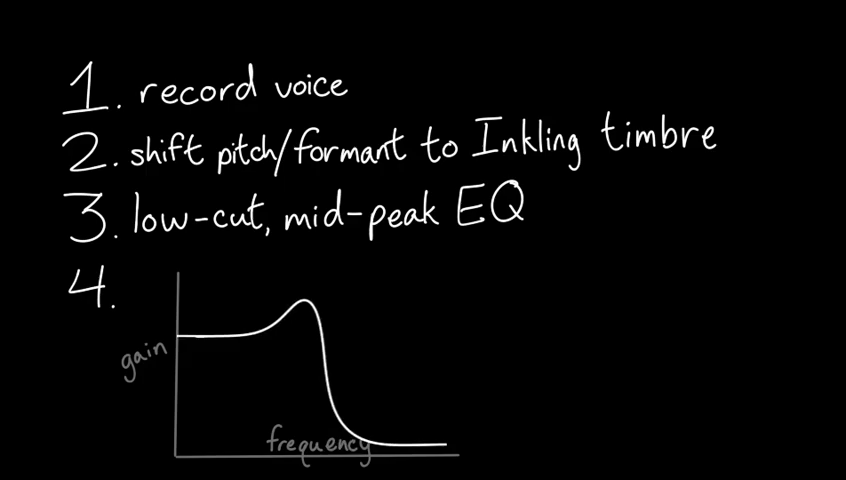 1. record voice
2. shift pitch/formant to Inkling timbre
3. low-cut, mid-peak EQ
4.
gain
frequency